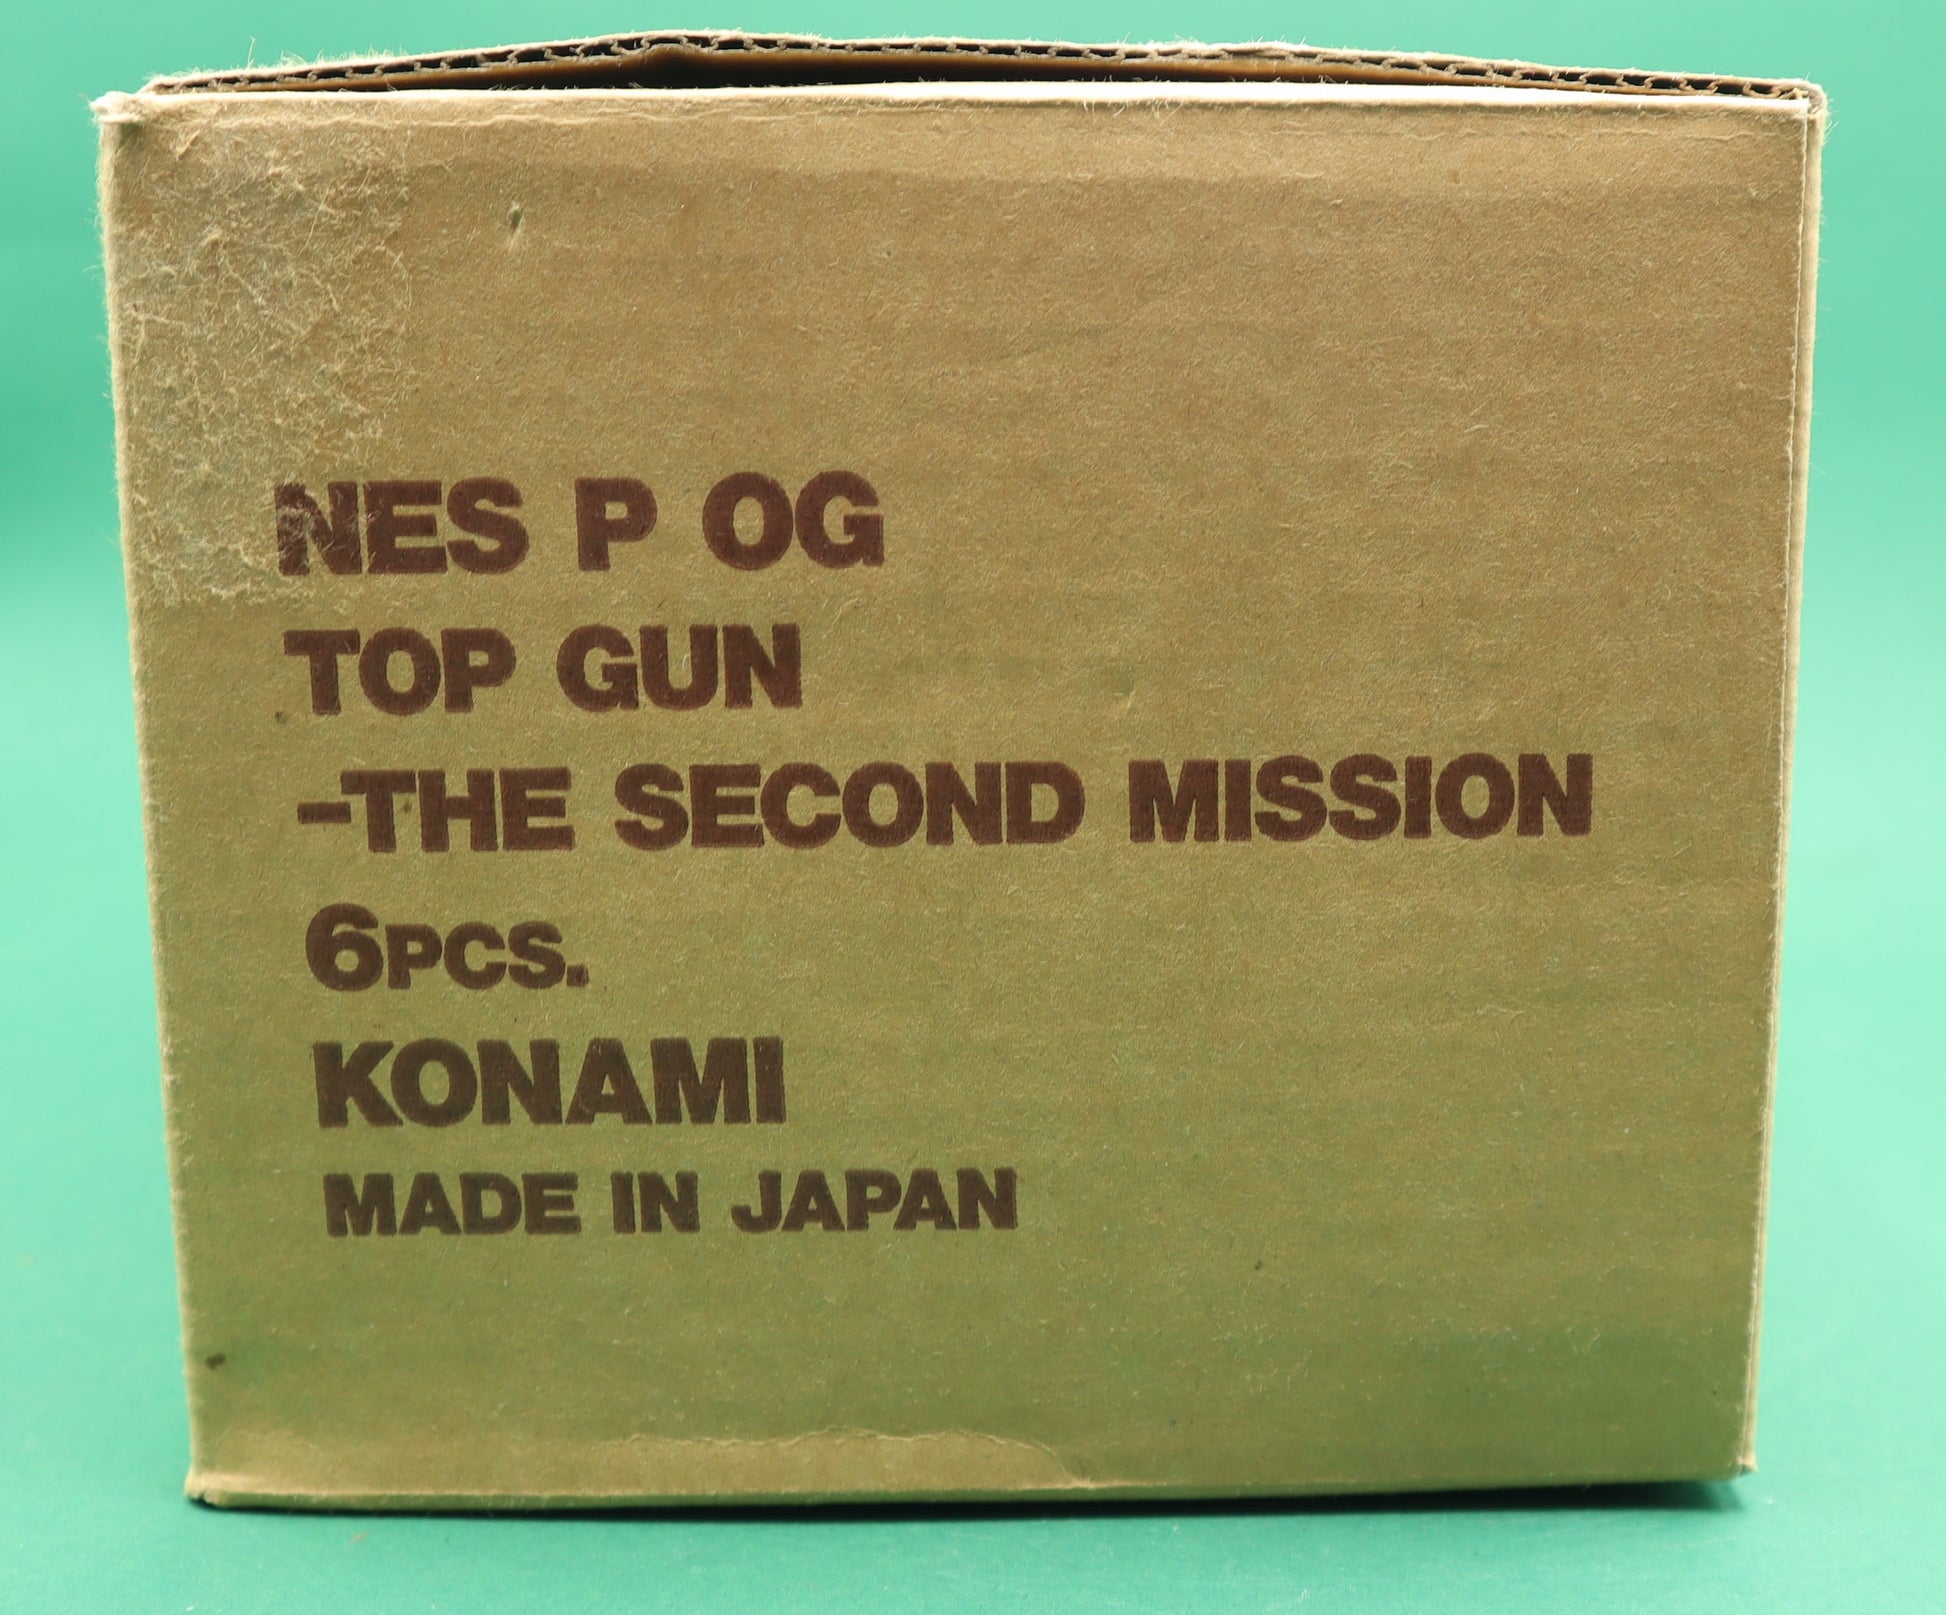 NES P OG
TOP GUN
-THE SECOND MISSION
6PCS.
KONAMI
MADE IN JAPAN